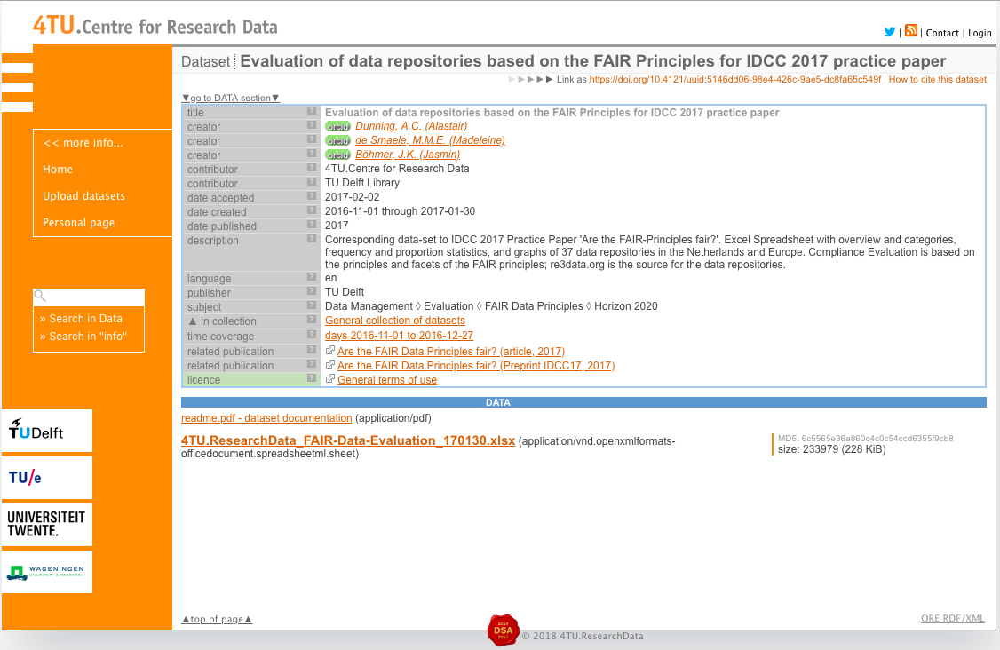 4TU.Centre for Research Data
| | Contact | Login
Dataset Evaluation of data repositories based on the FAIR Principles for IDCC 2017 practice paper
►►►►► Link as https://doi.org/10.4121/uuid:5146dd06-98e4-426c-9ae5-dc8fa65c549f | How to cite this dataset
▼go to DATA section▼
title ? Evaluation of data repositories based on the FAIR Principles for IDCC 2017 practice paper
creator ? orcid Dunning, A.C. (Alastair)
creator ? orcid de Smaele, M.M.E. (Madeleine)
creator ? orcid Böhmer, J.K. (Jasmin)
contributor ? 4TU.Centre for Research Data
contributor ? TU Delft Library
date accepted ? 2017-02-02
date created ? 2016-11-01 through 2017-01-30
date published ? 2017
description ? Corresponding data-set to IDCC 2017 Practice Paper 'Are the FAIR-Principles fair?'. Excel Spreadsheet with overview and categories,
frequency and proportion statistics, and graphs of 37 data repositories in the Netherlands and Europe. Compliance Evaluation is based on
the principles and facets of the FAIR principles; re3data.org is the source for the data repositories.
language ? en
publisher ? TU Delft
subject ? Data Management ◊ Evaluation ◊ FAIR Data Principles ◊ Horizon 2020
▲ in collection ? General collection of datasets
time coverage ? days 2016-11-01 to 2016-12-27
related publication ? Are the FAIR Data Principles fair? (article, 2017)
related publication ? Are the FAIR Data Principles fair? (Preprint IDCC17, 2017)
licence ? General terms of use
DATA
readme.pdf - dataset documentation (application/pdf)
4TU.ResearchData_FAIR-Data-Evaluation_170130.xlsx (application/vnd.openxmlformats-
officedocument.spreadsheetml.sheet)
MD5: 6c5565e36a860c4c0c54ccd6355f9cb8
size: 233979 (228 KiB)
<< more info...
Home
Upload datasets
Personal page
» Search in Data
» Search in "info"
TUDelft
TU/e
UNIVERSITEIT
TWENTE.
WAGENINGEN
UNIVERSITY & RESEARCH
▲top of page▲
ORE RDF/XML
2014
DSA
2017
© 2018 4TU.ResearchData